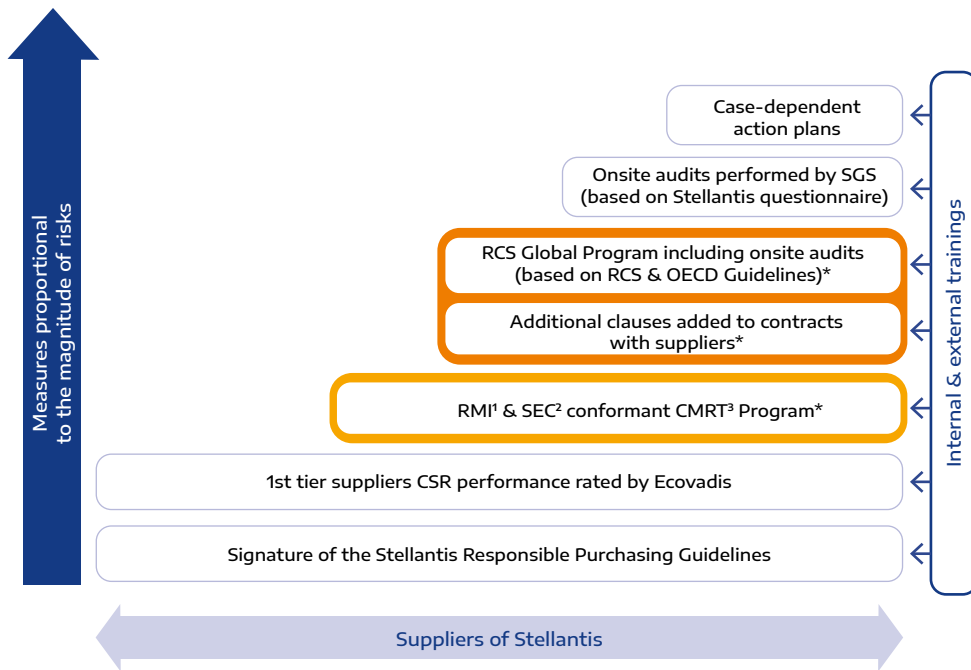 Measures proportional
to the magnitude of risks
Case-dependent
action plans
Onsite audits performed by SGS
(based on Stellantis questionnaire)
RCS Global Program including onsite audits
(based on RCS & OECD Guidelines)*
Additional clauses added to contracts
with suppliers*
RMI¹ & SEC² conformant CMRT³ Program*
1st tier suppliers CSR performance rated by Ecovadis
Signature of the Stellantis Responsible Purchasing Guidelines
Internal & external trainings
Suppliers of Stellantis